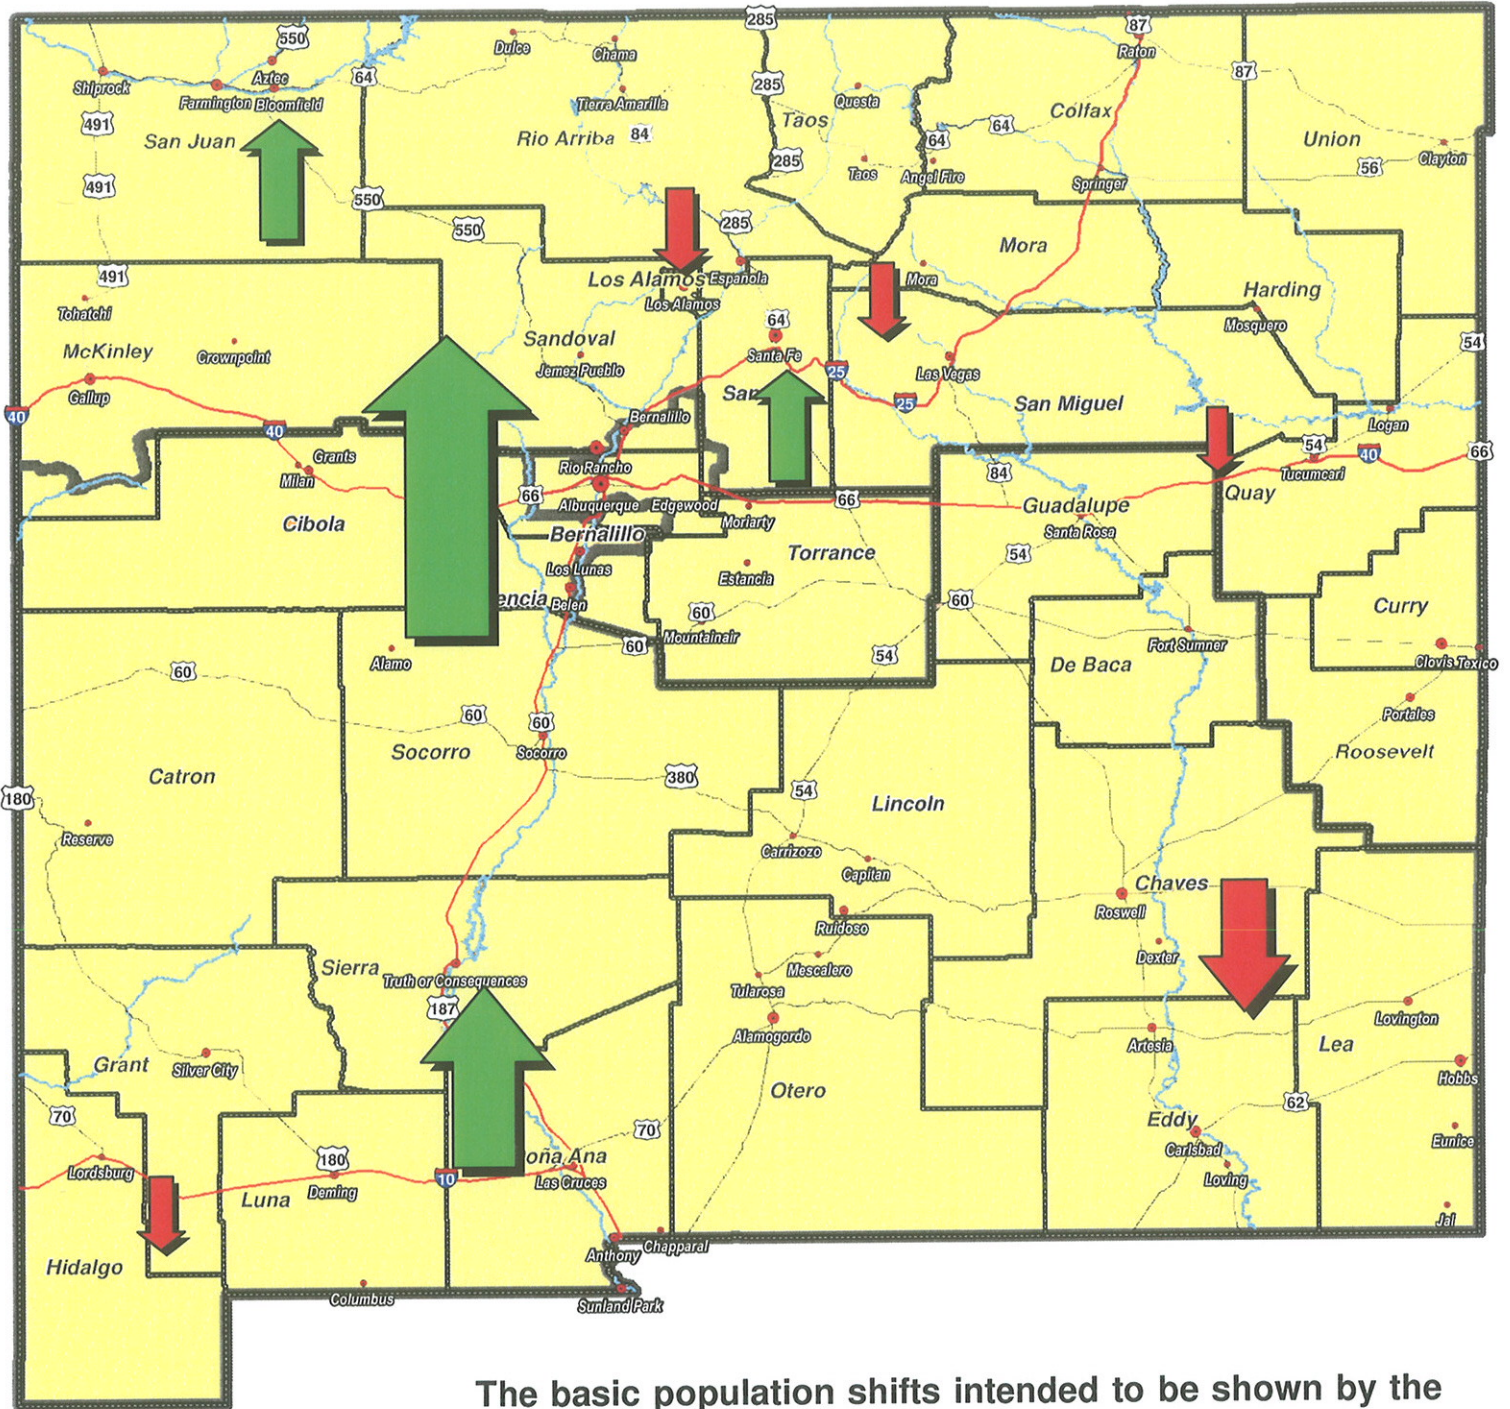 285
87
550
Dulce
Chama
Raton
Shiprock
Aztec
64
Farmington
Bloomfield
285
87
Tierra Amarilla
Questa
Colfax
491
San Juan
Rio Arriba
84
Taos
64
64
Union
Clayton
285
Taos
Angel Fire
56
Springer
491
550
550
285
Mora
491
Los Alamos
Española
Mora
Tohatchi
Los Alamos
Harding
Mosquero
64
McKinley
Crownpoint
Sandoval
Santa Fe
54
Jemez Pueblo
25
Las Vegas
Gallup
San
25
San Miguel
40
40
Bernalillo
Logan
Grants
Rio Rancho
54
40
66
Milan
84
Tucumcari
66
Albuquerque
Edgewood
66
Quay
Cibola
Moriarty
Guadalupe
Bernalillo
Santa Rosa
Torrance
54
Los Lunas
Estancia
encia
Belen
60
60
Curry
Mountainair
60
Fort Sumner
Alamo
54
De Baca
Clovis
Texico
60
Portales
60
60
Socorro
Socorro
Roosevelt
Catron
380
180
54
Lincoln
Reserve
Carrizozo
Capitan
Chaves
Roswell
Ruidoso
Dexter
Sierra
Mescalero
Truth or Consequences
Tularosa
187
Lovington
Alamogordo
Artesia
Lea
Grant
Silver City
Hobbs
Otero
70
62
Eddy
70
Eunice
Carlsbad
180
oña Ana
Lordsburg
10
Las Cruces
Loving
Luna
Deming
Jal
Anthony
Chapparal
Hidalgo
Columbus
Sunland Park
The basic population shifts intended to be shown by the